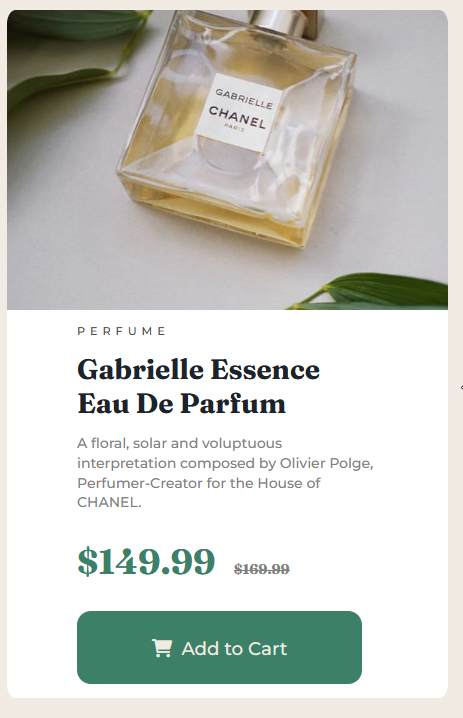 GABRIELLE
CHANEL
PARIS
PERFUME
Gabrielle Essence
Eau De Parfum
A floral, solar and voluptuous
interpretation composed by Olivier Polge,
Perfumer-Creator for the House of
CHANEL.
$149.99 $169.99
Add to Cart